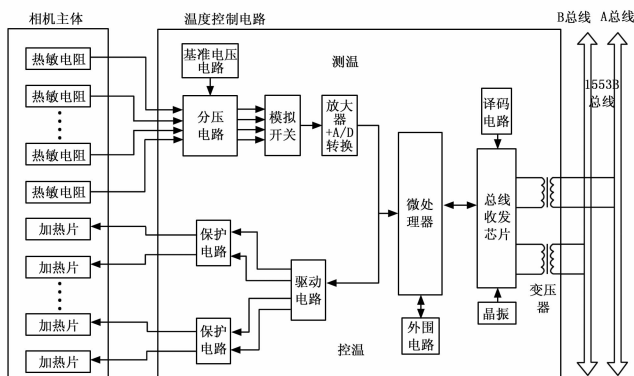 相机主体
温度控制电路
B总线
A总线
热敏电阻
热敏电阻
热敏电阻
热敏电阻
加热片
加热片
加热片
加热片
基准电压
电路
测温
分压
电路
模拟
开关
放大
器
+A/D
转换
译码
电路
1553B
总线
微处
理器
总线
收发
芯片
保护
电路
驱动
电路
保护
电路
外围
电路
晶振
变压
器
控温